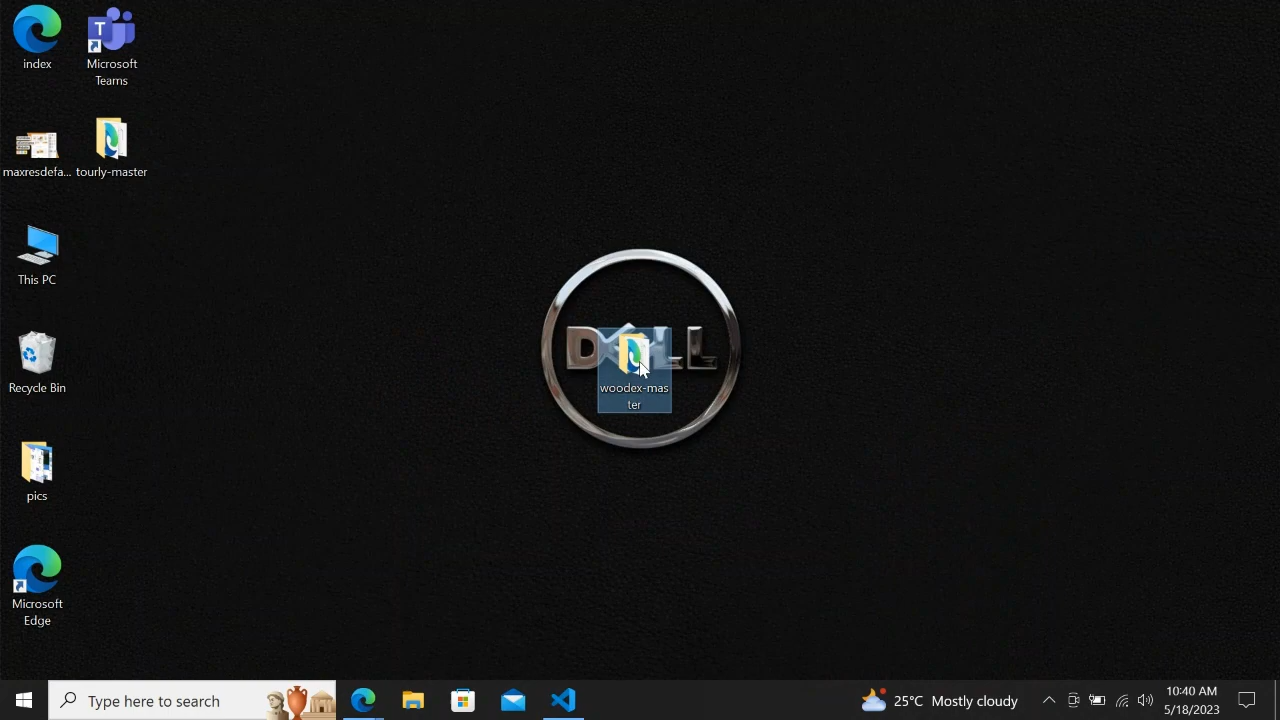 index
Microsoft
Teams
maxresdefa...
tourly-master
This PC
Recycle Bin
DELL
woodex-mas
ter
pics
Microsoft
Edge
Type here to search
25°C Mostly cloudy
10:40 AM
5/18/2023